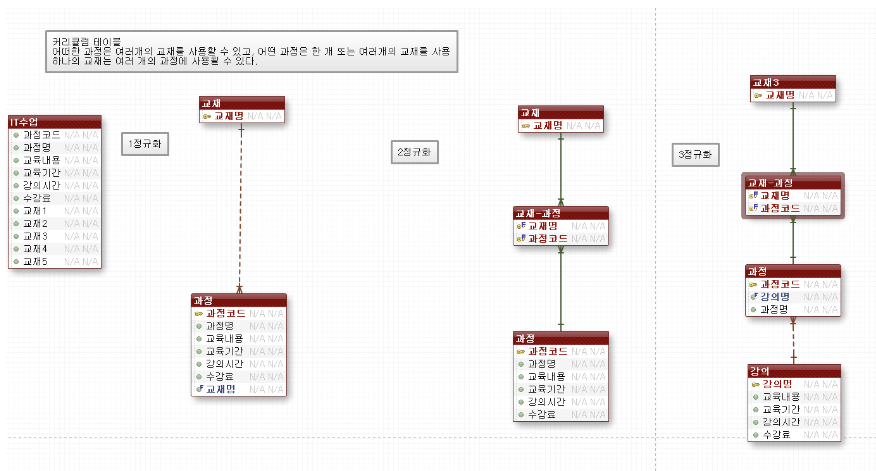 커리큘럼 테이블
어떠한 과정은 여러개의 교재를 사용할 수 있고, 어떤 과정은 한 개 또는 여러개의 교재를 사용
하나의 교재는 여러 개의 과정에 사용될 수 있다.
IT수업
과정코드 N/A N/A
과정명 N/A N/A
교육내용 N/A N/A
교육기간 N/A N/A
강의시간 N/A N/A
수강료 N/A N/A
교재1 N/A N/A
교재2 N/A N/A
교재3 N/A N/A
교재4 N/A N/A
교재5 N/A N/A
1정규화
교재
교재명 N/A N/A
과정
과정코드 N/A N/A
과정명 N/A N/A
교육내용 N/A N/A
교육기간 N/A N/A
강의시간 N/A N/A
수강료 N/A N/A
교재명 N/A N/A
2정규화
교재
교재명 N/A N/A
교재-과정
교재명 N/A N/A
과정코드 N/A N/A
과정
과정코드 N/A N/A
과정명 N/A N/A
교육내용 N/A N/A
교육기간 N/A N/A
강의시간 N/A N/A
수강료 N/A N/A
3정규화
교재3
교재명 N/A N/A
교재-과정
교재명 N/A N/A
과정코드 N/A N/A
과정
과정코드 N/A N/A
강의명 N/A N/A
과정명 N/A N/A
강의
강의명 N/A N/A
교육내용 N/A N/A
교육기간 N/A N/A
강의시간 N/A N/A
수강료 N/A N/A